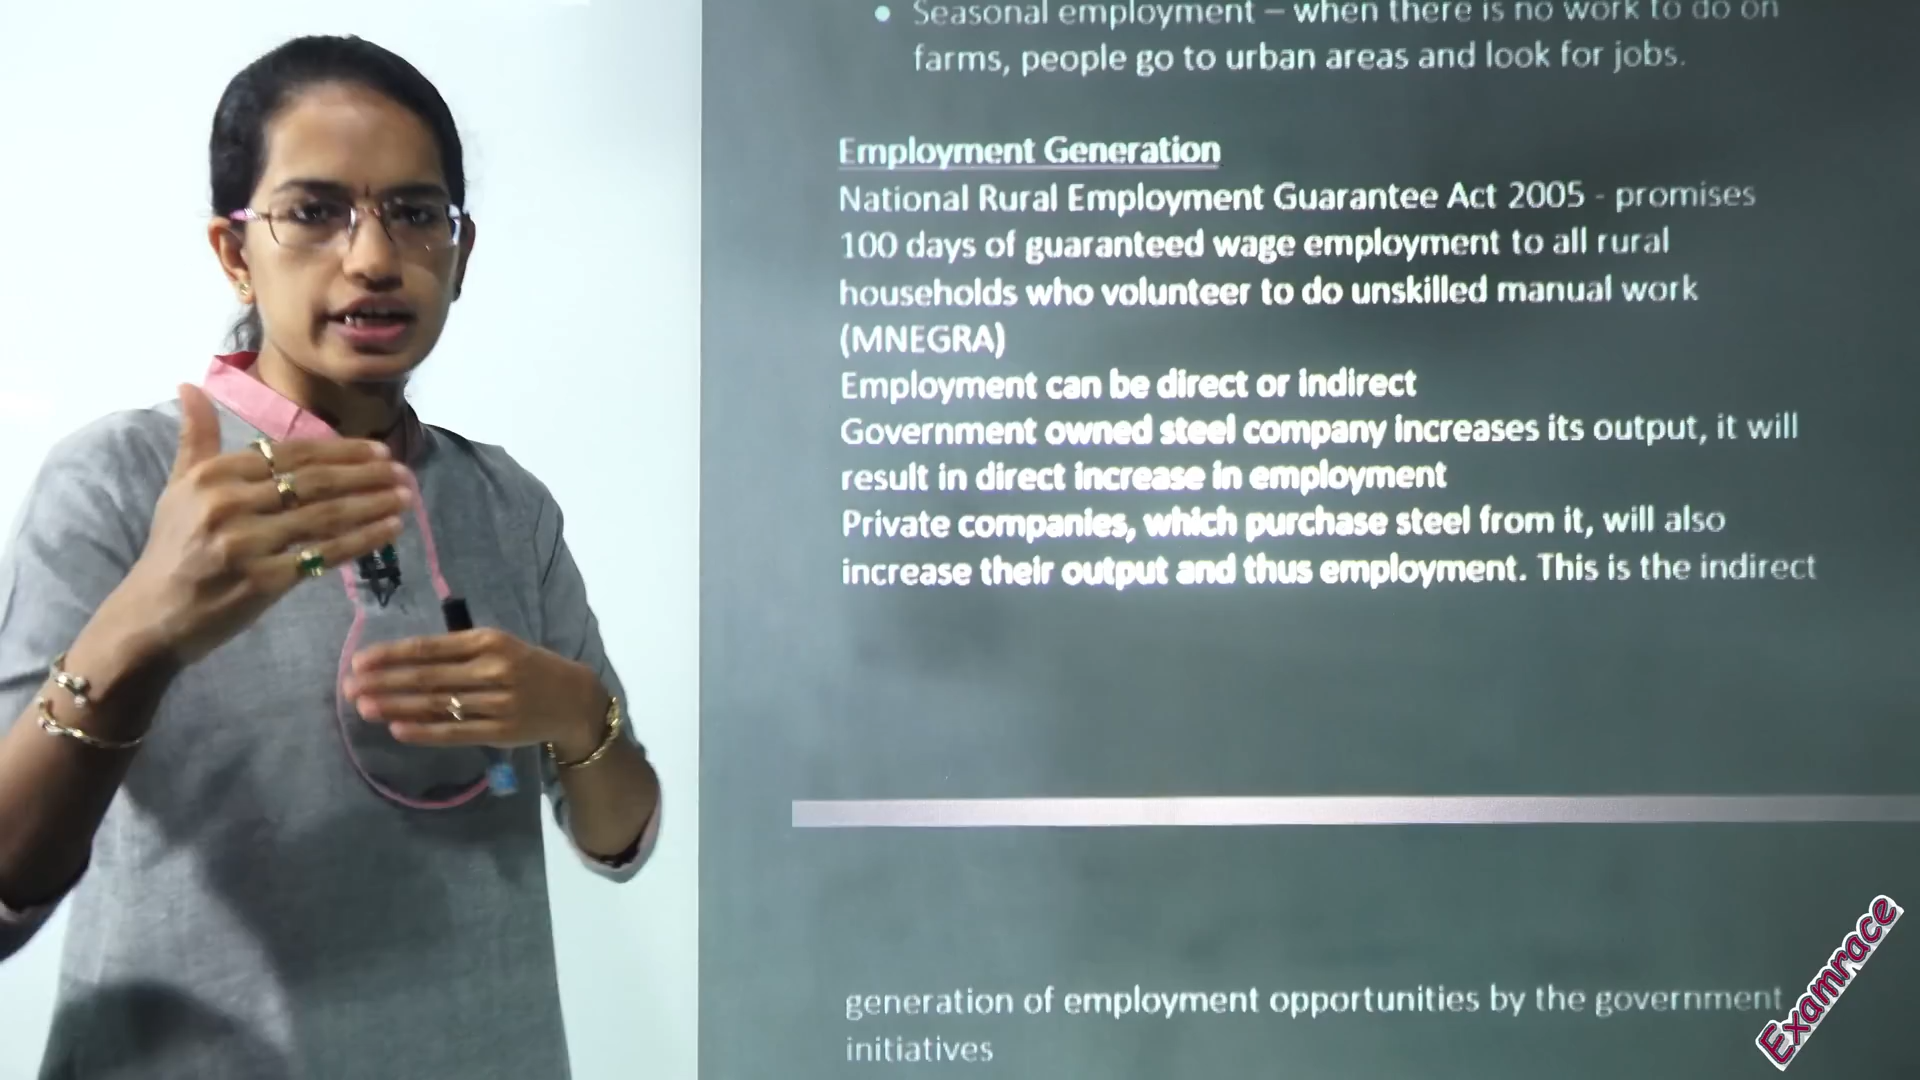 • Seasonal employment – when there is no work to do on
farms, people go to urban areas and look for jobs.
Employment Generation
National Rural Employment Guarantee Act 2005 - promises
100 days of guaranteed wage employment to all rural
households who volunteer to do unskilled manual work
(MNEGRA)
Employment can be direct or indirect
Government owned steel company increases its output, it will
result in direct increase in employment
Private companies, which purchase steel from it, will also
increase their output and thus employment. This is the indirect
generation of employment opportunities by the government
initiatives
Examrace